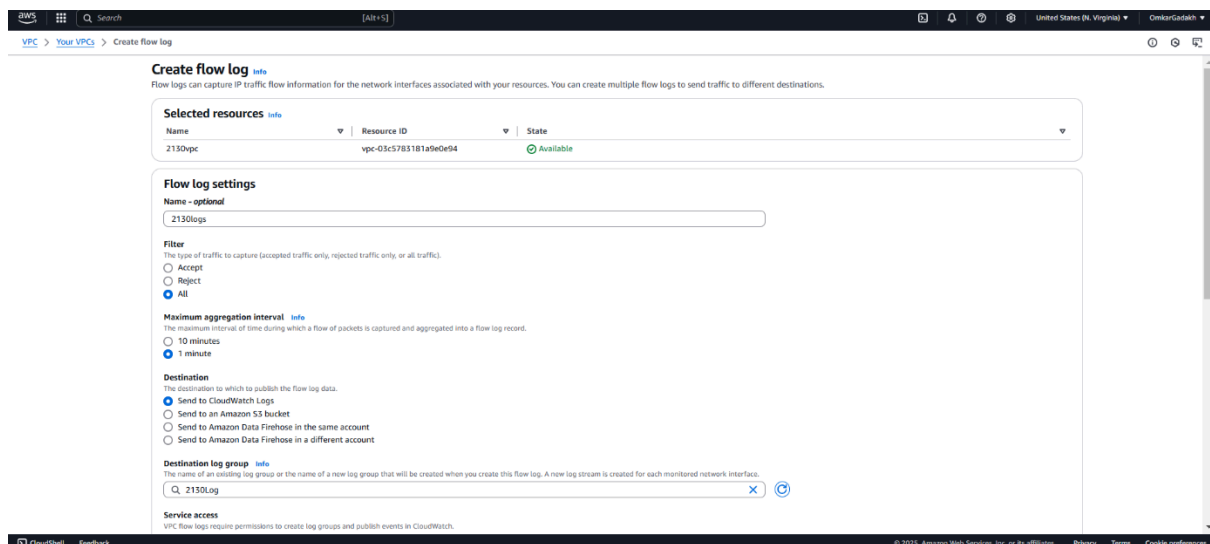 aws Search [Alt+S] United States (N. Virginia) OmkarGadakh
VPC > Your VPCs > Create flow log
Create flow log Info
Flow logs can capture IP traffic flow information for the network interfaces associated with your resources. You can create multiple flow logs to send traffic to different destinations.
Selected resources Info
Name Resource ID State
2130vpc vpc-03c5783181a9e0e94 Available
Flow log settings
Name - optional
2130logs
Filter
The type of traffic to capture (accepted traffic only, rejected traffic only, or all traffic).
Accept
Reject
All
Maximum aggregation interval Info
The maximum interval of time during which a flow of packets is captured and aggregated into a flow log record.
10 minutes
1 minute
Destination
The destination to which to publish the flow log data.
Send to CloudWatch Logs
Send to an Amazon S3 bucket
Send to Amazon Data Firehose in the same account
Send to Amazon Data Firehose in a different account
Destination log group Info
The name of an existing log group or the name of a new log group that will be created when you create this flow log. A new log stream is created for each monitored network interface.
2130Log
Service access
VPC flow logs require permissions to create log groups and publish events in CloudWatch.
CloudShell Feedback © 2025, Amazon Web Services, Inc. or its affiliates. Privacy Terms Cookie preferences